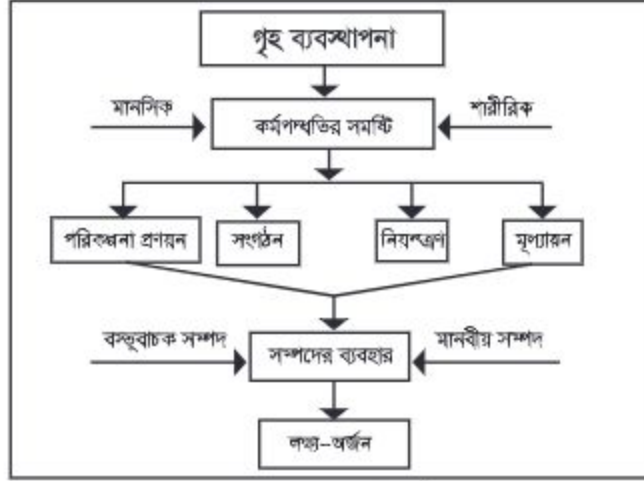 গৃহ ব্যবস্থাপনা
মানসিক
কর্মপদ্ধতির সমষ্টি
শারীরিক
পরিকল্পনা প্রণয়ন
সংগঠন
নিয়ন্ত্রণ
মূল্যায়ন
বস্তুবাচক সম্পদ
সম্পদের ব্যবহার
মানবীয় সম্পদ
লক্ষ্য-অর্জন